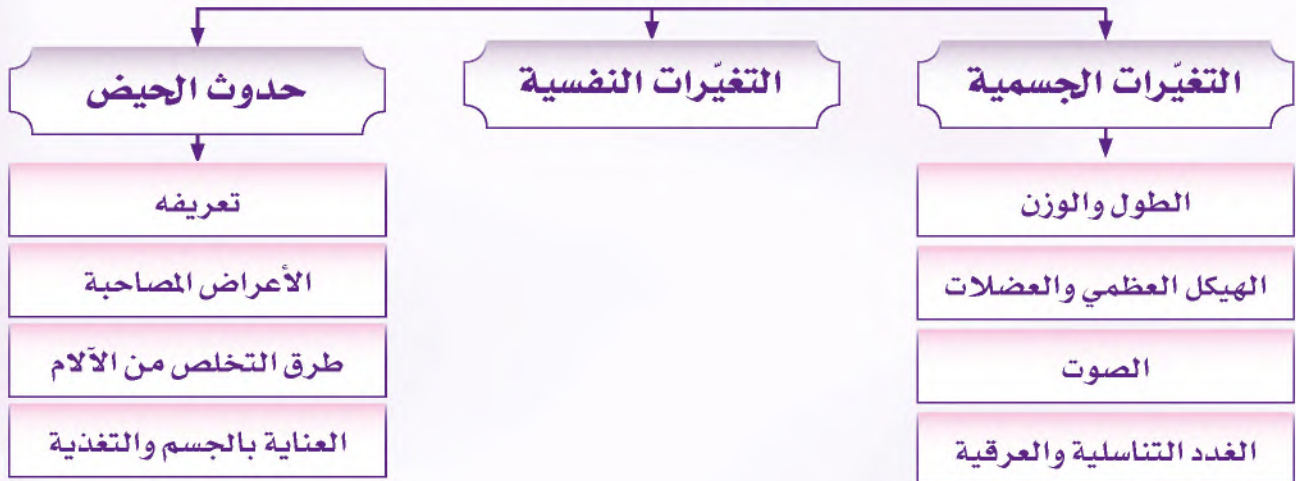 التغيّرات الجسمية
الطول والوزن
الهيكل العظمي والعضلات
الصوت
الغدد التناسلية والعرقية
التغيّرات النفسية
حدوث الحيض
تعريفه
الأعراض المصاحبة
طرق التخلص من الآلام
العناية بالجسم والتغذية